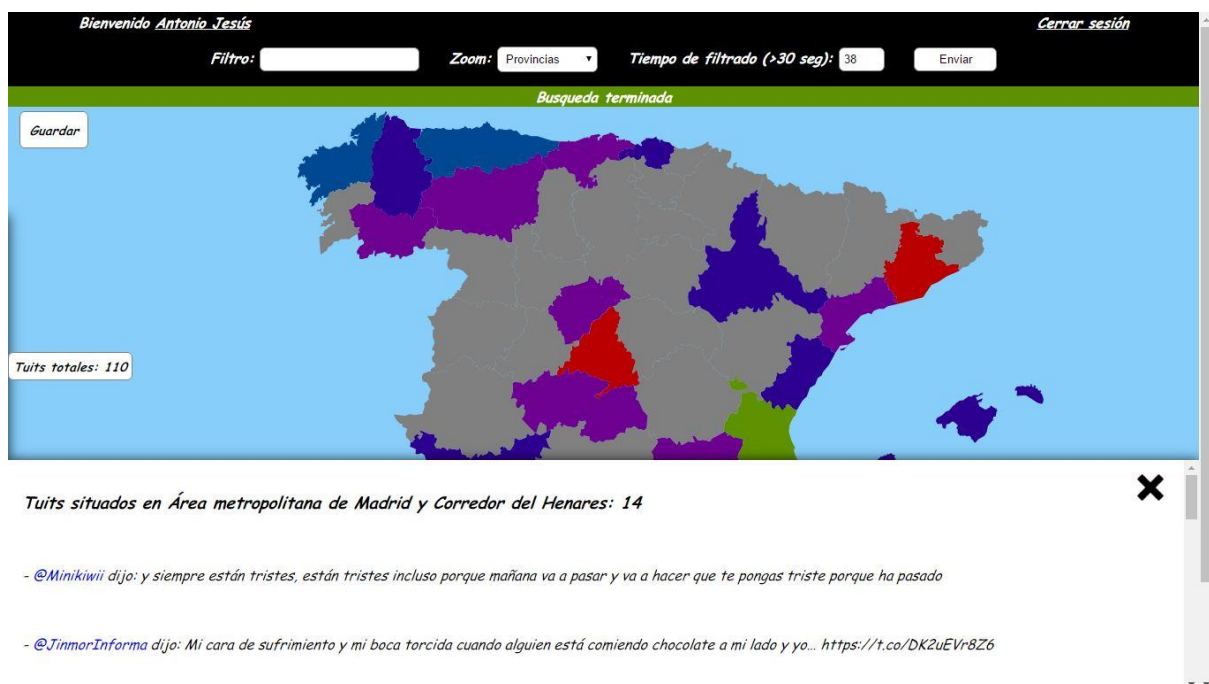 Bienvenido Antonio Jesús Cerrar sesión
Filtro: Zoom: Provincias Tiempo de filtrado (>30 seg): 38 Enviar
Busqueda terminada
Guardar
Tuits totales: 110
Tuits situados en Área metropolitana de Madrid y Corredor del Henares: 14
- @Minikiwii dijo: y siempre están tristes, están tristes incluso porque mañana va a pasar y va a hacer que te pongas triste porque ha pasado
- @JinmorInforma dijo: Mi cara de sufrimiento y mi boca torcida cuando alguien está comiendo chocolate a mi lado y yo... https://t.co/DK2uEVr8Z6